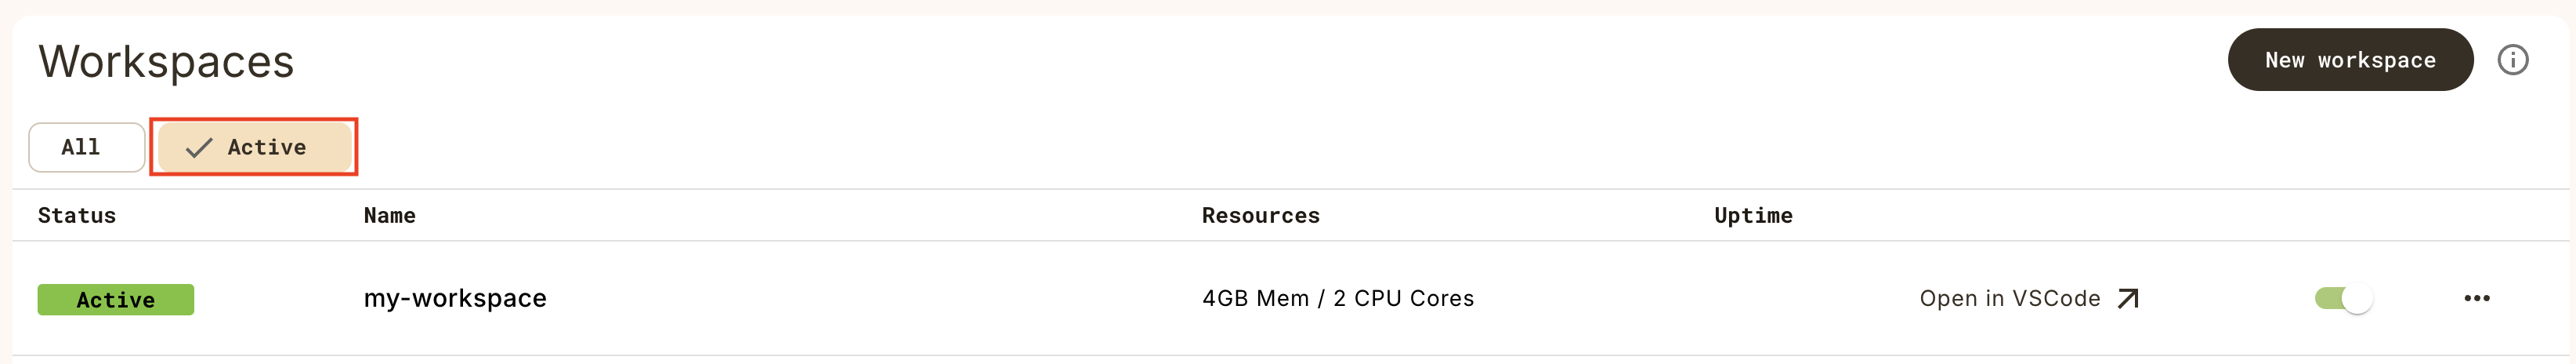 Workspaces
New workspace
All
Active
Status Name Resources Uptime
Active my-workspace 4GB Mem / 2 CPU Cores Open in VSCode